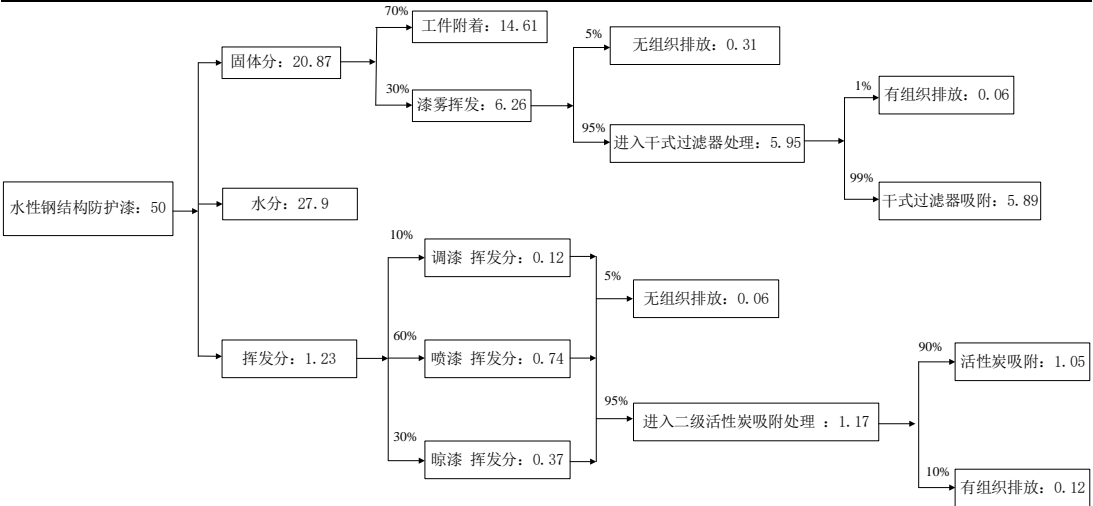 70%
工件附着：14.61
固体分：20.87
30%
漆雾挥发：6.26
5%
无组织排放：0.31
95%
进入干式过滤器处理：5.95
1%
有组织排放：0.06
99%
干式过滤器吸附：5.89
水性钢结构防护漆：50
水分：27.9
挥发分：1.23
10%
调漆 挥发分：0.12
60%
喷漆 挥发分：0.74
30%
晾漆 挥发分：0.37
5%
无组织排放：0.06
95%
进入二级活性炭吸附处理 ：1.17
90%
活性炭吸附：1.05
10%
有组织排放：0.12